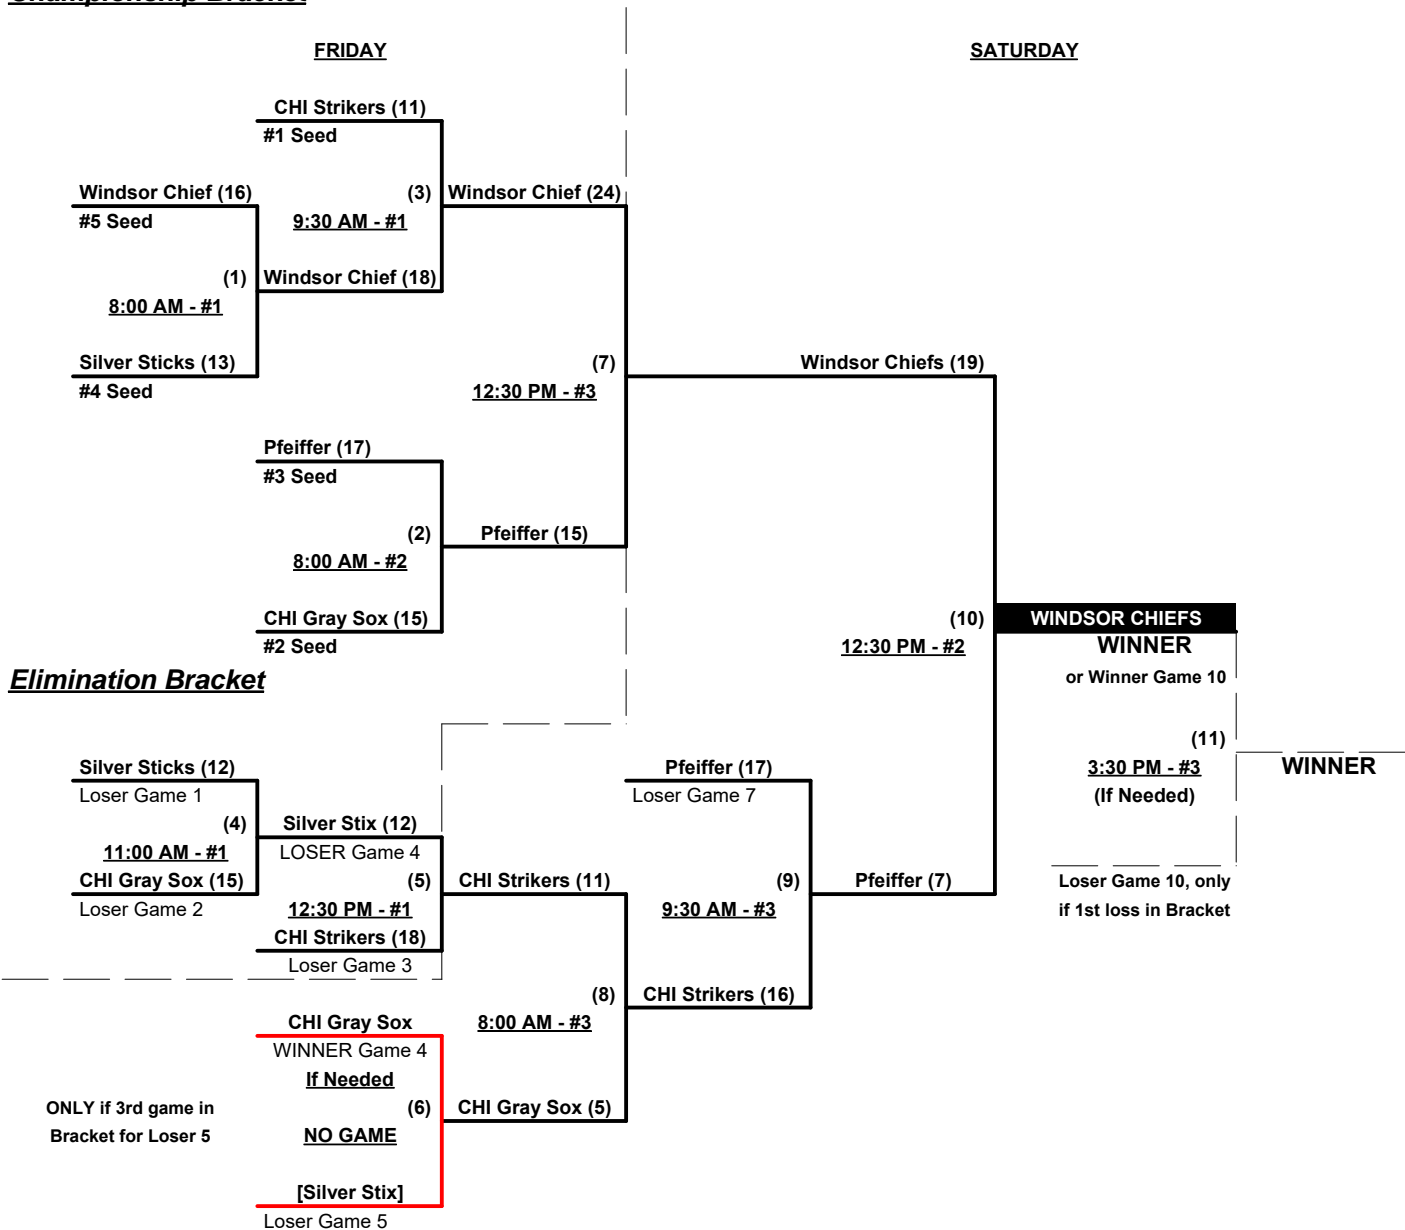 Championship Bracket
FRIDAY
SATURDAY
CHI Strikers (11)
#1 Seed
Windsor Chief (16)
#5 Seed
(3)
9:30 AM - #1
Windsor Chief (24)
(1)
8:00 AM - #1
Windsor Chief (18)
Silver Sticks (13)
#4 Seed
(7)
12:30 PM - #3
Windsor Chiefs (19)
Pfeiffer (17)
#3 Seed
(2)
8:00 AM - #2
Pfeiffer (15)
CHI Gray Sox (15)
#2 Seed
(10)
12:30 PM - #2
WINDSOR CHIEFS
WINNER
or Winner Game 10
Elimination Bracket
(11)
3:30 PM - #3
(If Needed)
WINNER
Silver Sticks (12)
Loser Game 1
(4)
11:00 AM - #1
Silver Stix (12)
LOSER Game 4
Pfeiffer (17)
Loser Game 7
CHI Gray Sox (15)
Loser Game 2
(5)
12:30 PM - #1
CHI Strikers (11)
(9)
9:30 AM - #3
Pfeiffer (7)
Loser Game 10, only
if 1st loss in Bracket
CHI Strikers (18)
Loser Game 3
(8)
8:00 AM - #3
CHI Strikers (16)
CHI Gray Sox
WINNER Game 4
If Needed
ONLY if 3rd game in
Bracket for Loser 5
(6)
NO GAME
CHI Gray Sox (5)
[Silver Stix]
Loser Game 5